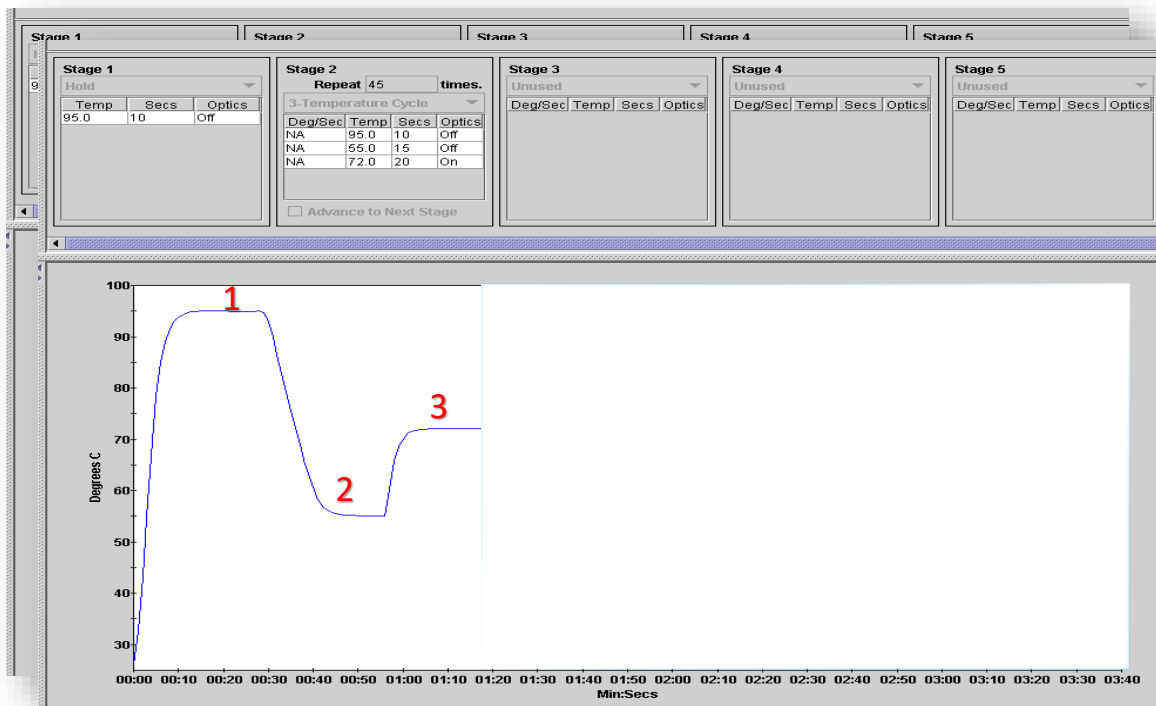 Stage 1
Stage 2
Stage 3
Stage 4
Stage 5
9
Stage 1
Hold
Temp Secs Optics
95.0 10 Off
Stage 2
Repeat 45 times.
3-Temperature Cycle
Deg/Sec Temp Secs Optics
NA 95.0 10 Off
NA 55.0 15 Off
NA 72.0 20 On
Advance to Next Stage
Stage 3
Unused
Deg/Sec Temp Secs Optics
Stage 4
Unused
Deg/Sec Temp Secs Optics
Stage 5
Unused
Deg/Sec Temp Secs Optics
100
90
80
70
60
50
40
30
Degrees C
1
2
3
00:00 00:10 00:20 00:30 00:40 00:50 01:00 01:10 01:20 01:30 01:40 01:50 02:00 02:10 02:20 02:30 02:40 02:50 03:00 03:10 03:20 03:30 03:40
Min:Secs